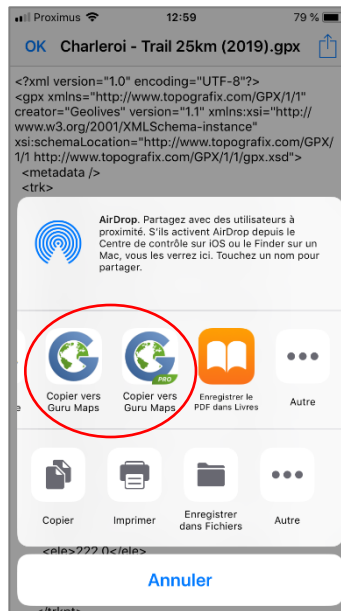 Proximus 12:59 79 %
OK Charleroi - Trail 25km (2019).gpx
<?xml version="1.0" encoding="UTF-8"?>
<gpx xmlns="http://www.topografix.com/GPX/1/1"
creator="Geolives" version="1.1" xmlns:xsi="http://
www.w3.org/2001/XMLSchema-instance"
xsi:schemaLocation="http://www.topografix.com/GPX/
1/1 http://www.topografix.com/GPX/1/1/gpx.xsd">
<metadata />
<trk>
AirDrop. Partagez avec des utilisateurs à
proximité. S'ils activent AirDrop depuis le
Centre de contrôle sur iOS ou le Finder sur un
Mac, vous les verrez ici. Touchez un nom pour
partager.
PRO
e Copier vers Copier vers Enregistrer le Autre
Guru Maps Guru Maps PDF dans Livres
Copier Imprimer Enregistrer Autre
dans Fichiers
<ele>222.0</ele>
Annuler
</trkpt>